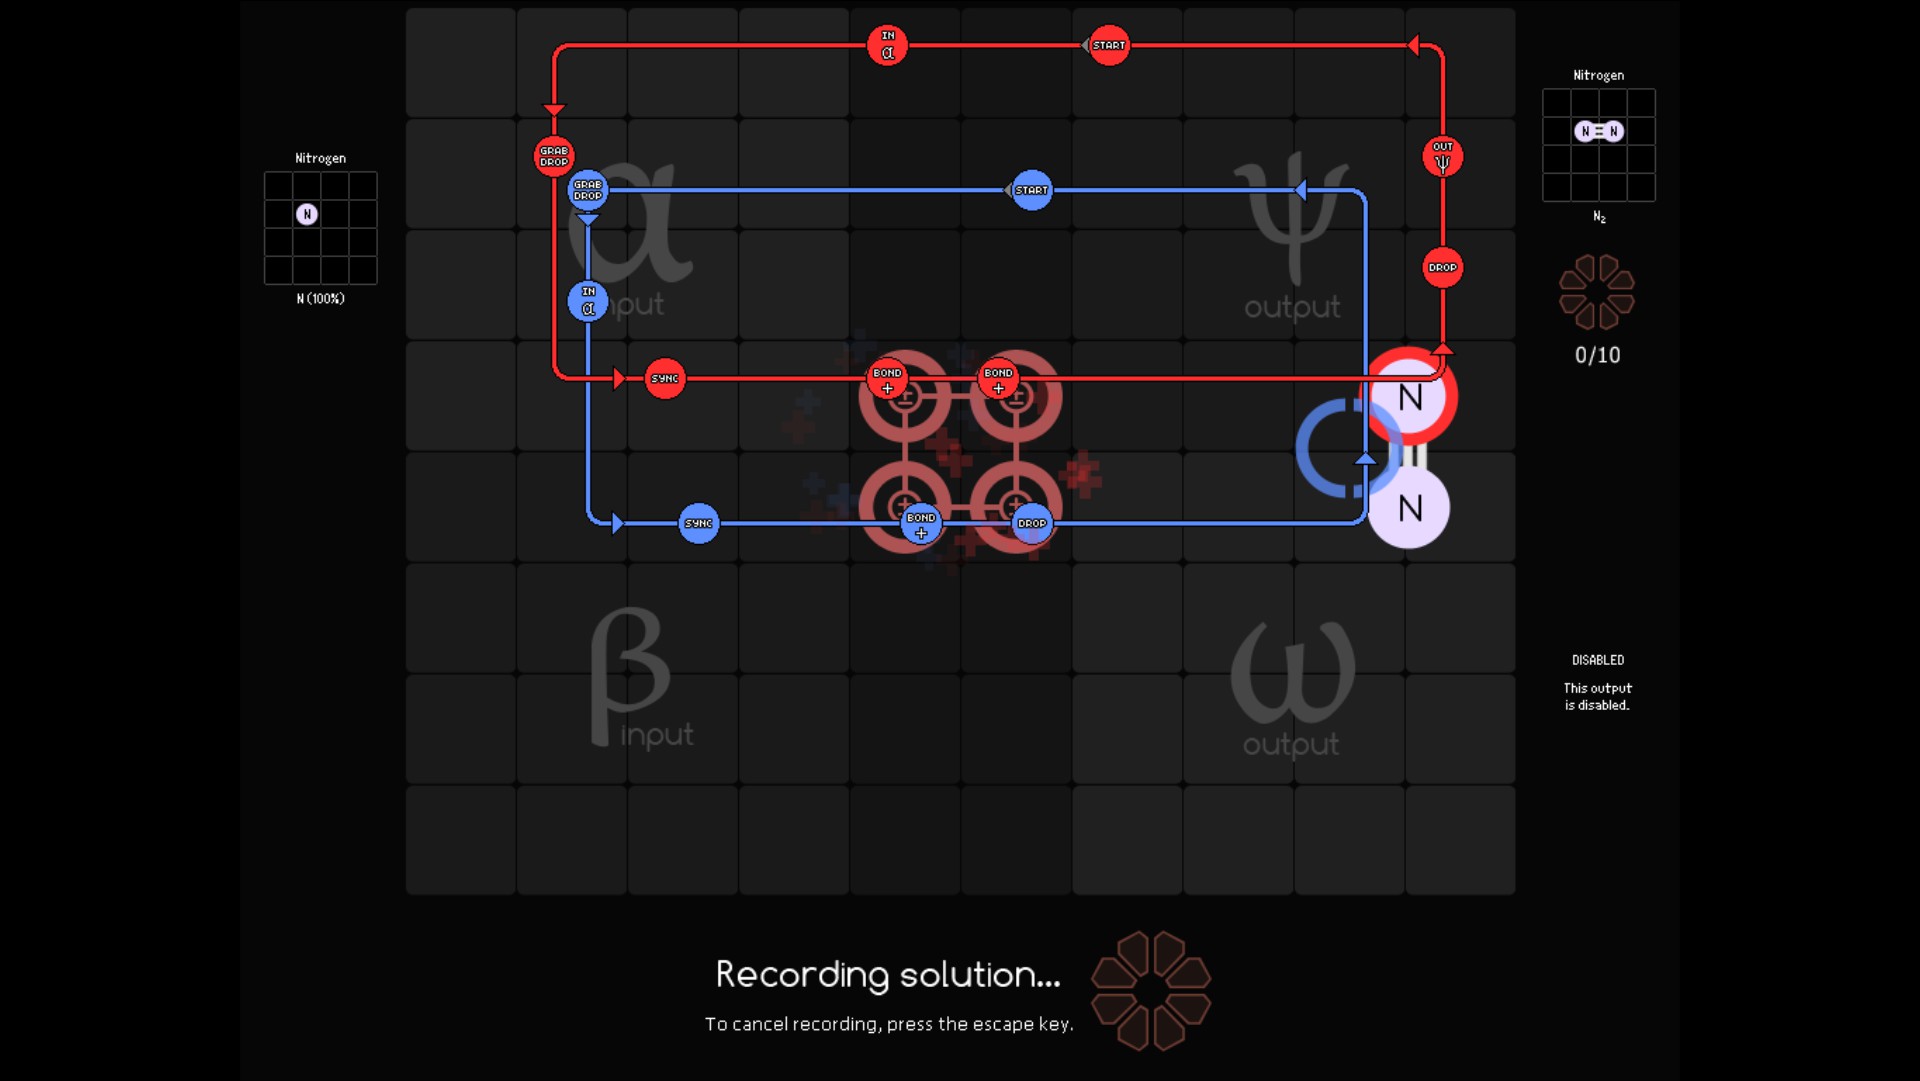 IN
α
START
Nitrogen
N ≡ N
N₂
0/10
Nitrogen
N
N (100%)
GRAB
DROP
OUT
ψ
GRAB
DROP
START
α
input
ψ
output
DROP
IN
α
SYNC
BOND
+
BOND
+
N
N
SYNC
BOND
+
DROP
β
input
ω
output
DISABLED
This output
is disabled.
Recording solution...
To cancel recording, press the escape key.